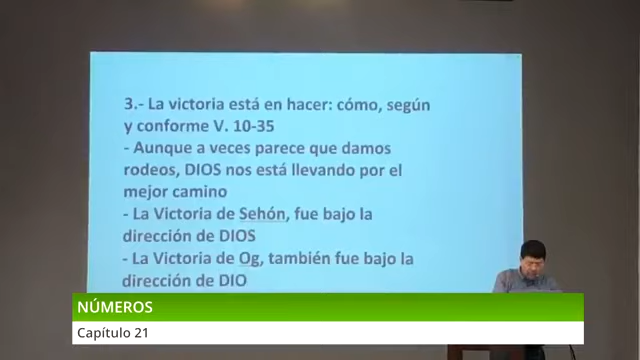 3.- La victoria está en hacer: cómo, según
y conforme V. 10-35
- Aunque a veces parece que damos
rodeos, DIOS nos está llevando por el
mejor camino
- La Victoria de Sehón, fue bajo la
dirección de DIOS
- La Victoria de Og, también fue bajo la
dirección de DIO
NÚMEROS
Capítulo 21